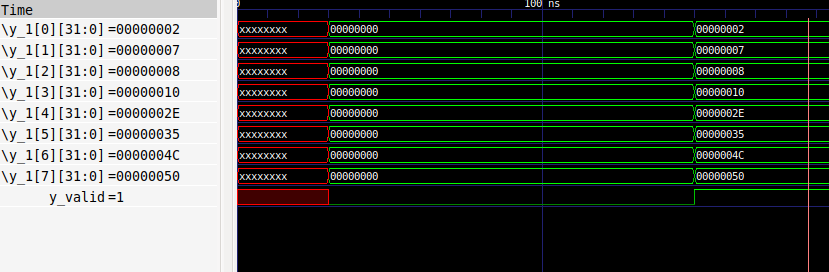 Time
0 100 ns
\y_1[0][31:0]=00000002 xxxxxxxx 00000000 00000002
\y_1[1][31:0]=00000007 xxxxxxxx 00000000 00000007
\y_1[2][31:0]=00000008 xxxxxxxx 00000000 00000008
\y_1[3][31:0]=00000010 xxxxxxxx 00000000 00000010
\y_1[4][31:0]=0000002E xxxxxxxx 00000000 0000002E
\y_1[5][31:0]=00000035 xxxxxxxx 00000000 00000035
\y_1[6][31:0]=0000004C xxxxxxxx 00000000 0000004C
\y_1[7][31:0]=00000050 xxxxxxxx 00000000 00000050
y_valid=1